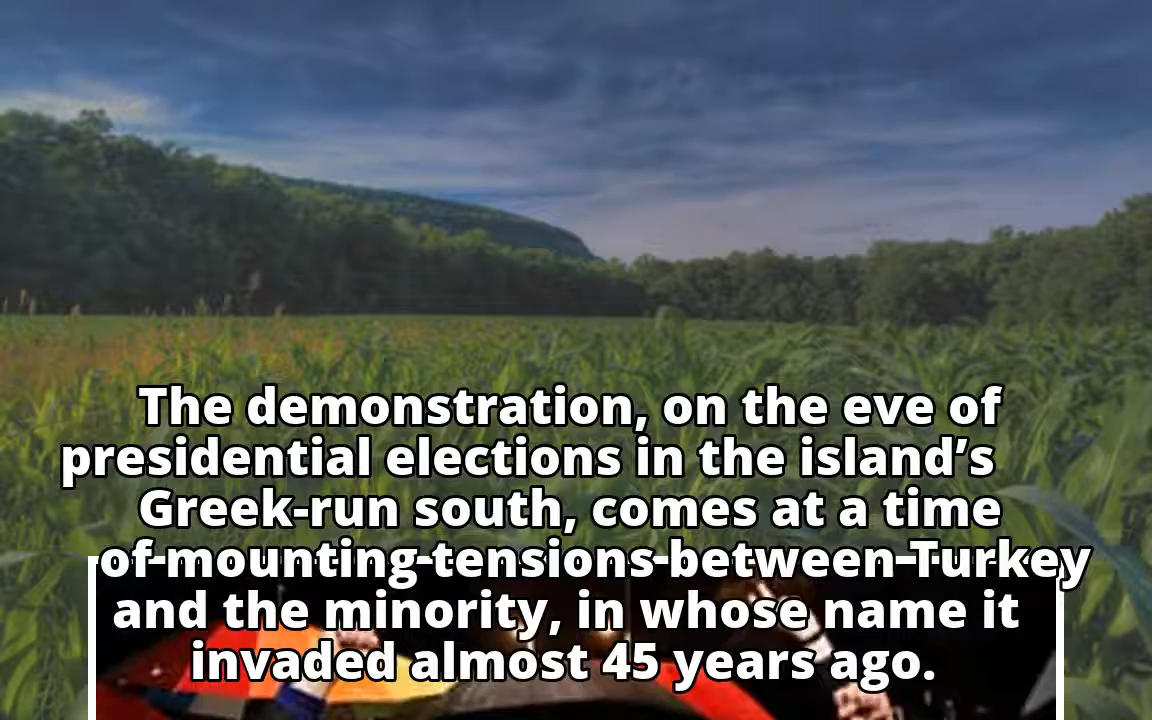 The demonstration, on the eve of
presidential elections in the island’s
Greek-run south, comes at a time
of mounting tensions between Turkey
and the minority, in whose name it
invaded almost 45 years ago.